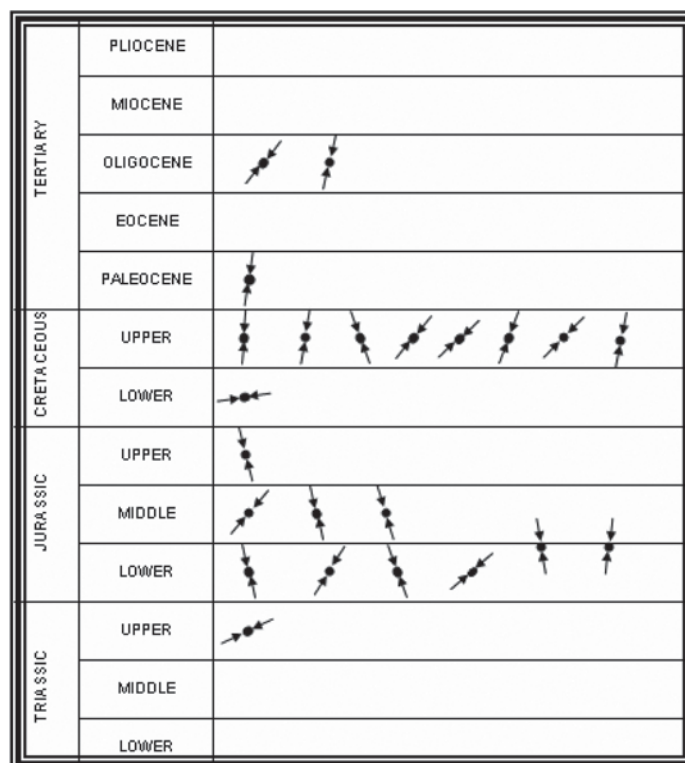 TERTIARY
PLIOCENE
MIOCENE
OLIGOCENE
EOCENE
PALEOCENE
CRETACEOUS
UPPER
LOWER
JURASSIC
UPPER
MIDDLE
LOWER
TRIASSIC
UPPER
MIDDLE
LOWER